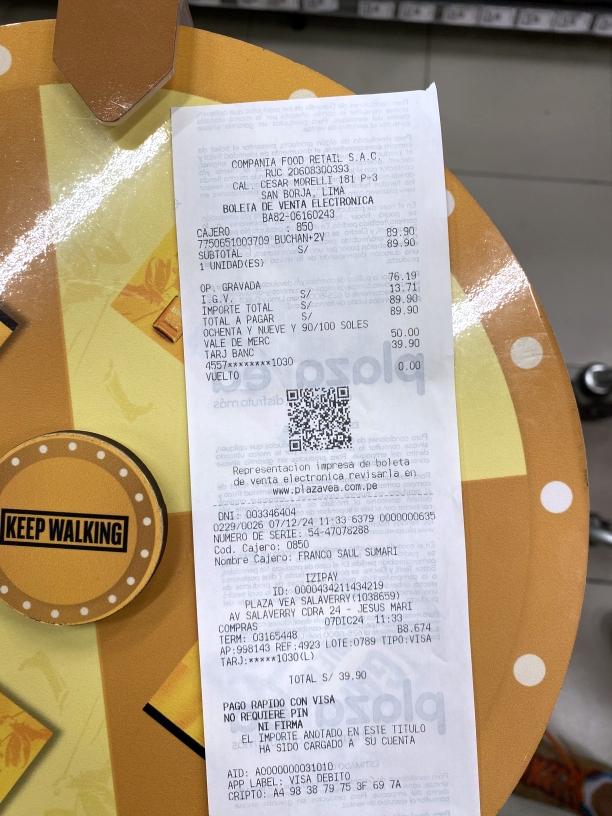 COMPANIA FOOD RETAIL S.A.C.
RUC 20608300393
CAL. CESAR MORELLI 181 P-3
SAN BORJA, LIMA
BOLETA DE VENTA ELECTRONICA
BA82-06160243
CAJERO : 850
7750651003709 BUCHAN+2V 89.90
SUBTOTAL S/ 89.90
1 UNIDAD(ES)
OP. GRAVADA 76.19
I.G.V. S/ 13.71
IMPORTE TOTAL S/ 89.90
TOTAL A PAGAR S/ 89.90
OCHENTA Y NUEVE Y 90/100 SOLES
VALE DE MERC 50.00
TARJ BANC 39.90
4557********1030
VUELTO 0.00
Representacion impresa de boleta
de venta electronica revisarla en
www.plazavea.com.pe
DNI: 003346404
0229/0026 07/12/24 11:33 6379 0000000635
NUMERO DE SERIE: 54-47078288
Cod. Cajero: 0850
Nombre Cajero: FRANCO SAUL SUMARI
IZIPAY
ID: 0000434211434219
PLAZA VEA SALAVERRY(1038659)
AV SALAVERRY CDRA 24 - JESUS MARI
COMPRAS 07DIC24 11:33
TERM: 03165448 B8.674
AP:998143 REF:4923 LOTE:0789 TIPO:VISA
TARJ:*****1030(L)
TOTAL S/ 39.90
PAGO RAPIDO CON VISA
NO REQUIERE PIN
NI FIRMA
EL IMPORTE ANOTADO EN ESTE TITULO
HA SIDO CARGADO A SU CUENTA
AID: A0000000031010
APP LABEL: VISA DEBITO
CRIPTO: A4 98 38 79 75 3F 69 7A
KEEP WALKING